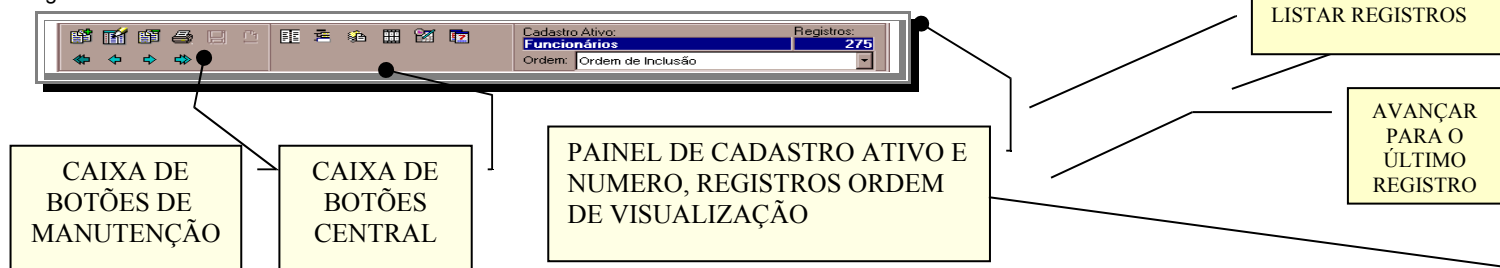 Cadastro Ativo: Registros:
Funcionários 275
Ordem: Ordem de Inclusão
LISTAR REGISTROS
AVANÇAR
PARA O
ÚLTIMO
REGISTRO
CAIXA DE
BOTÕES DE
MANUTENÇÃO
CAIXA DE
BOTÕES
CENTRAL
PAINEL DE CADASTRO ATIVO E
NUMERO, REGISTROS ORDEM
DE VISUALIZAÇÃO